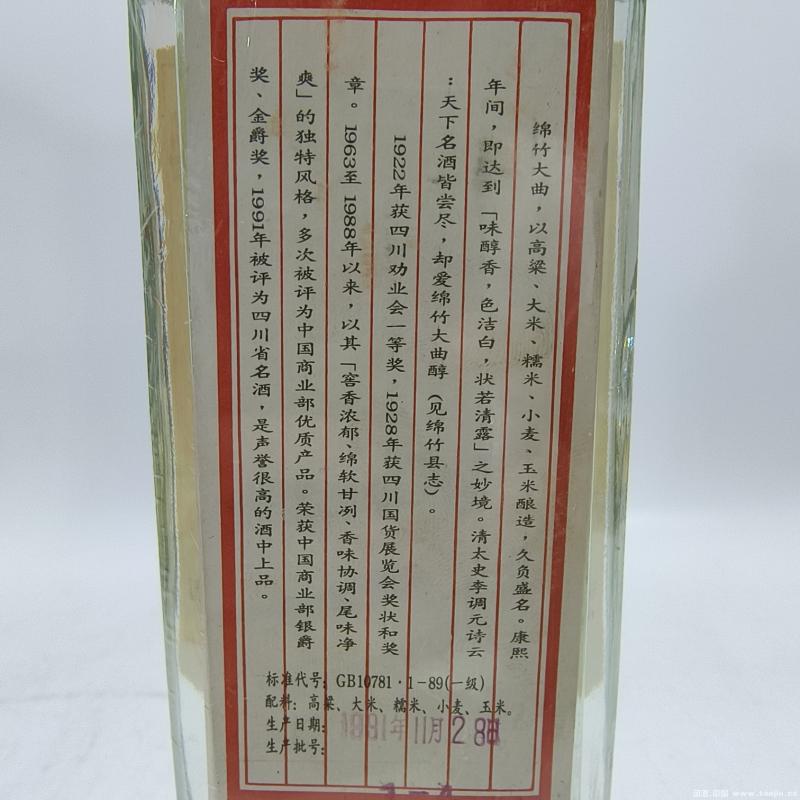 绵竹大曲，以高粱、大米、糯米、小麦、玉米酿造，久负盛名。康熙
年间，即达到「味醇香，色洁白，状若清露」之妙境。清太史李调元诗云
：天下名酒皆尝尽，却爱绵竹大曲醇（见绵竹县志）。
1922年获四川劝业会一等奖，1928年获四川国货展览会奖状和奖
章。1963至1988年以来，以其「窖香浓郁、绵软甘冽、香味协调、尾味净
爽」的独特风格，多次被评为中国商业部优质产品。荣获中国商业部银爵
奖、金爵奖，1991年被评为四川省名酒，是声誉很高的酒中上品。
标准代号：GB10781·1-89(一级)
配料：高粱、大米、糯米、小麦、玉米。
生产日期：1991年11月28日
生产批号：